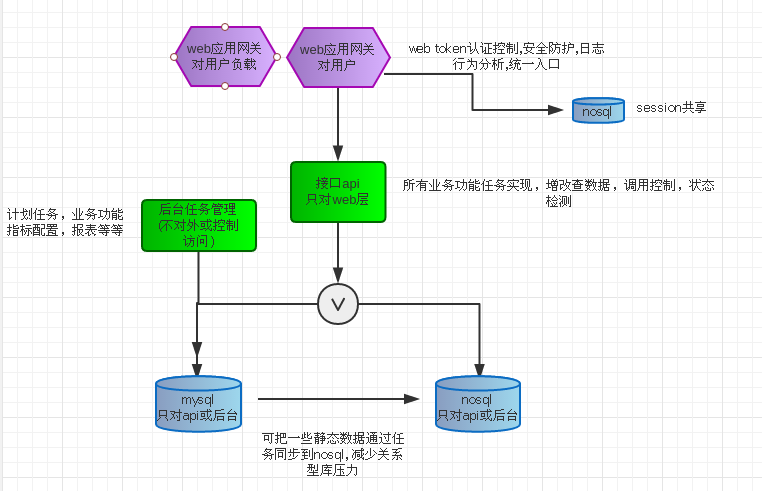 web应用网关
对用户负载
web应用网关
对用户
web token认证控制,安全防护,日志
行为分析,统一入口
nosql
session共享
接口api
只对web层
所有业务功能任务实现，增改查数据，调用控制，状态
检测
计划任务，业务功能
指标配置，报表等等
后台任务管理
(不对外或控制
访问)
mysql
只对api或后台
nosql
只对api或后台
可把一些静态数据通过任
务同步到nosql,减少关系
型库压力